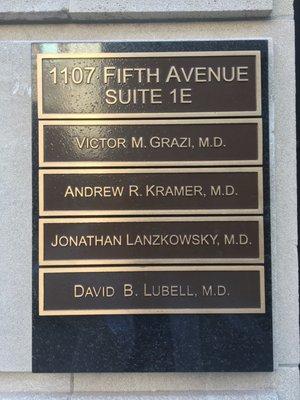 1107 FIFTH AVENUE
SUITE 1E
VICTOR M. GRAZI, M.D.
ANDREW R. KRAMER, M.D.
JONATHAN LANZKOWSKY, M.D.
DAVID B. LUBELL, M.D.